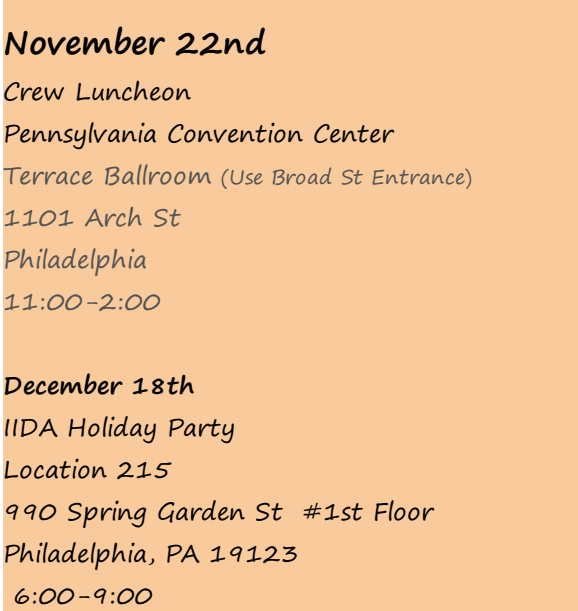 November 22nd
Crew Luncheon
Pennsylvania Convention Center
Terrace Ballroom (Use Broad St Entrance)
1101 Arch St
Philadelphia
11:00-2:00
December 18th
IIDA Holiday Party
Location 215
990 Spring Garden St #1st Floor
Philadelphia, PA 19123
6:00-9:00